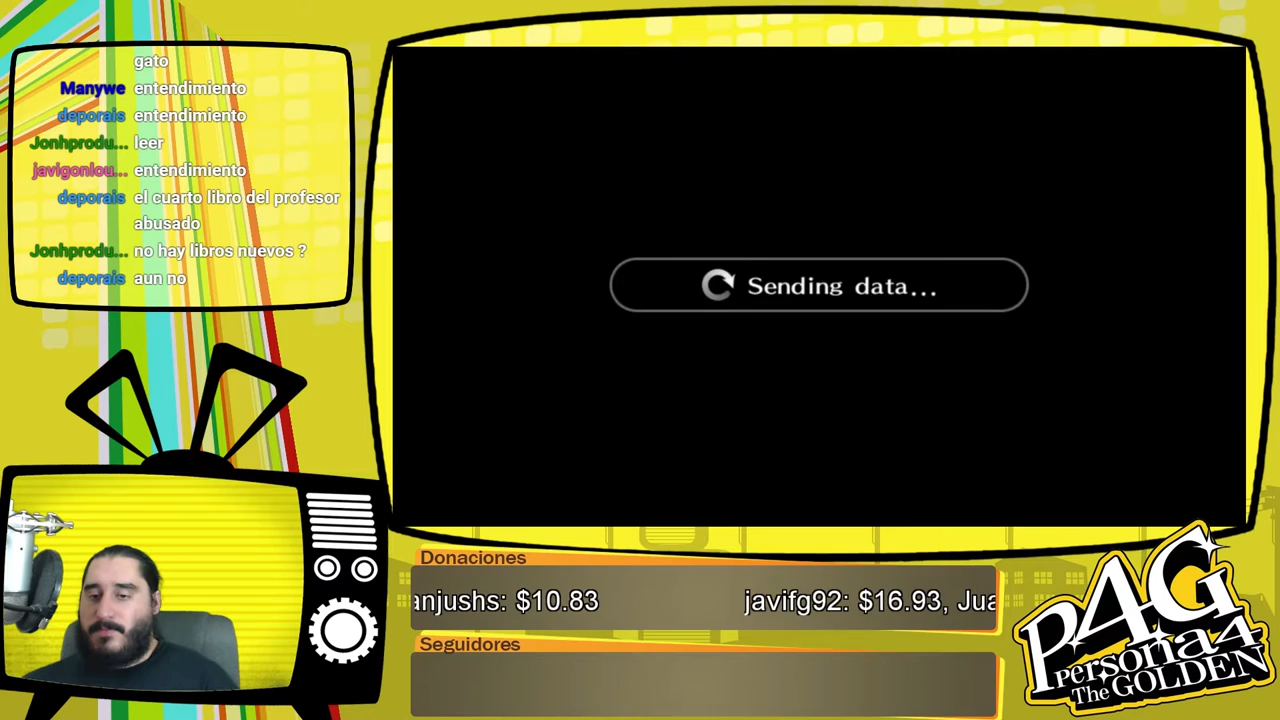 gato
Manywe entendimiento
deporais entendimiento
Jonhprodu... leer
javigonlou... entendimiento
deporais el cuarto libro del profesor
abusado
Jonhprodu... no hay libros nuevos ?
deporais aun no
Sending data...
Donaciones
anjushs: $10.83 javifg92: $16.93, Jua
Seguidores
P4G
Persona 4
The GOLDEN